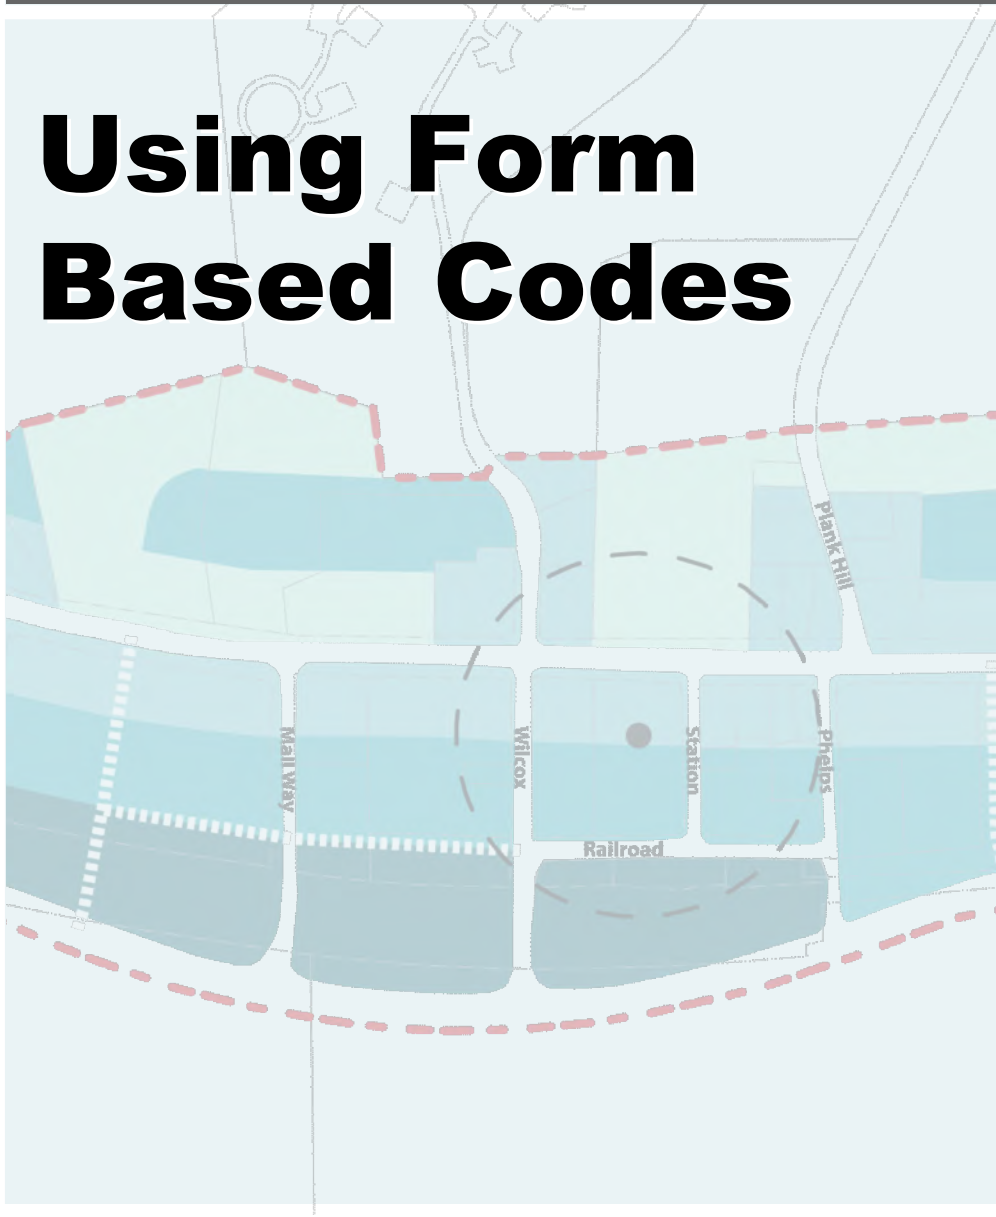 Using Form
Based Codes
Plank Hill
Mall Way
Wilcox
Station
Phelps
Railroad